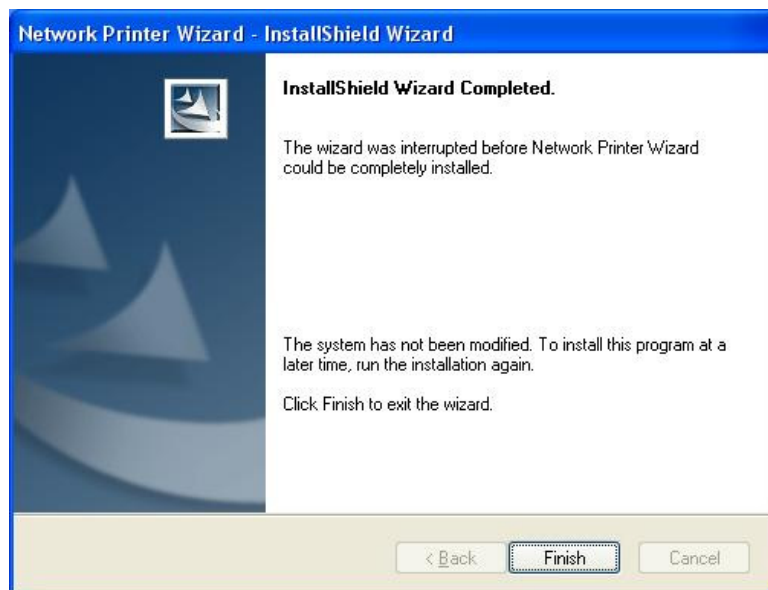 Network Printer Wizard - InstallShield Wizard
InstallShield Wizard Completed.
The wizard was interrupted before Network Printer Wizard
could be completely installed.
The system has not been modified. To install this program at a
later time, run the installation again.
Click Finish to exit the wizard.
< Back
Finish
Cancel